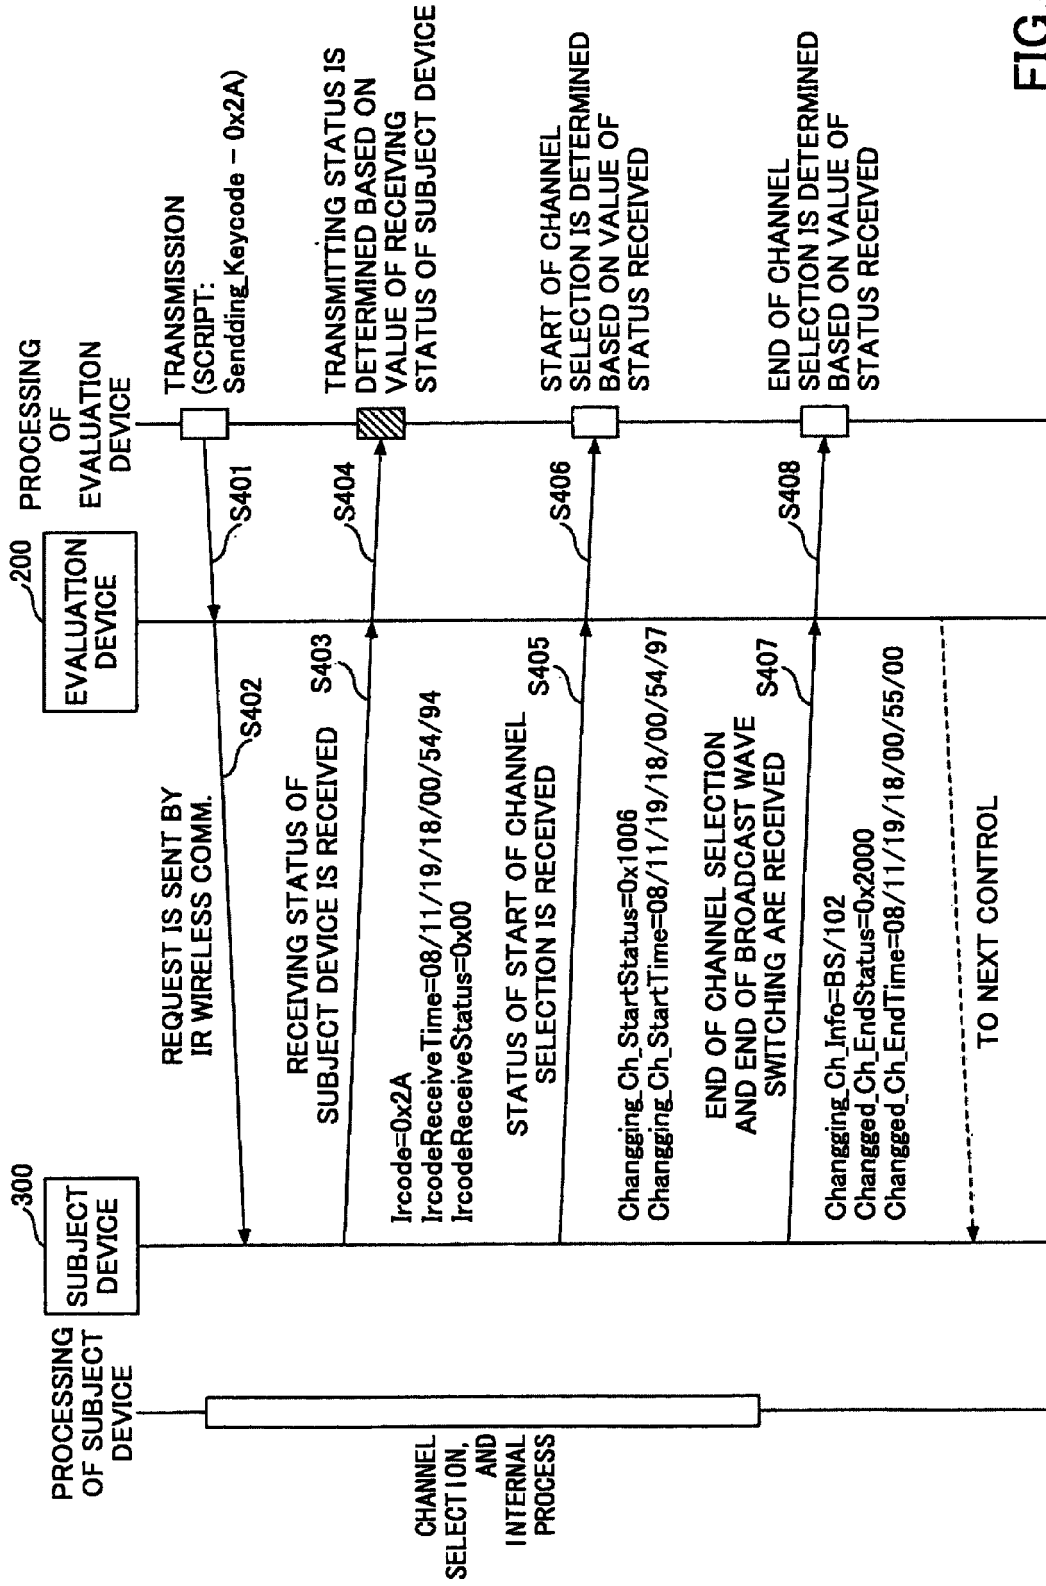 PROCESSING
OF SUBJECT
DEVICE
300
SUBJECT
DEVICE
200
EVALUATION
DEVICE
PROCESSING
OF
EVALUATION
DEVICE
CHANNEL
SELECTION,
AND
INTERNAL
PROCESS
REQUEST IS SENT BY
IR WIRELESS COMM.
S402
S401
TRANSMISSION
(SCRIPT:
Sendding_Keycode - 0x2A)
RECEIVING STATUS OF
SUBJECT DEVICE IS RECEIVED
S403
S404
Ircode=0x2A
IrcodeReceiveTime=08/11/19/18/00/54/94
IrcodeReceiveStatus=0x00
TRANSMITTING STATUS IS
DETERMINED BASED ON
VALUE OF RECEIVING
STATUS OF SUBJECT DEVICE
STATUS OF START OF CHANNEL
SELECTION IS RECEIVED
S405
S406
Changging_Ch_StartStatus=0x1006
Changging_Ch_StartTime=08/11/19/18/00/54/97
START OF CHANNEL
SELECTION IS DETERMINED
BASED ON VALUE OF
STATUS RECEIVED
END OF CHANNEL SELECTION
AND END OF BROADCAST WAVE
SWITCHING ARE RECEIVED
S407
S408
Changging_Ch_Info=BS/102
Changged_Ch_EndStatus=0x2000
Changged_Ch_EndTime=08/11/19/18/00/55/00
END OF CHANNEL
SELECTION IS DETERMINED
BASED ON VALUE OF
STATUS RECEIVED
TO NEXT CONTROL
FIG.